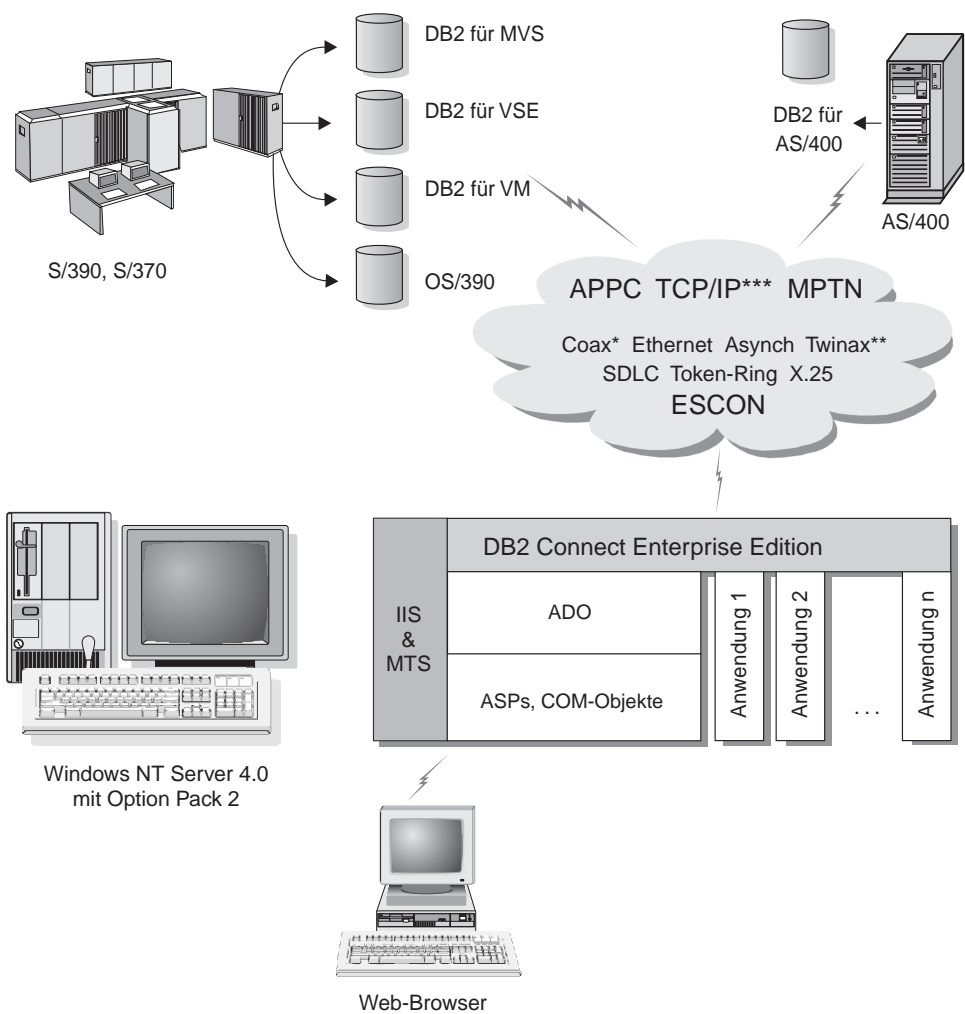 DB2 für MVS
DB2 für VSE
DB2 für VM
OS/390
S/390, S/370
DB2 für
AS/400
AS/400
APPC TCP/IP*** MPTN
Coax* Ethernet Asynch Twinax**
SDLC Token-Ring X.25
ESCON
DB2 Connect Enterprise Edition
IIS
&
MTS
ADO
ASPs, COM-Objekte
Anwendung 1
Anwendung 2
. . .
Anwendung n
Windows NT Server 4.0
mit Option Pack 2
Web-Browser